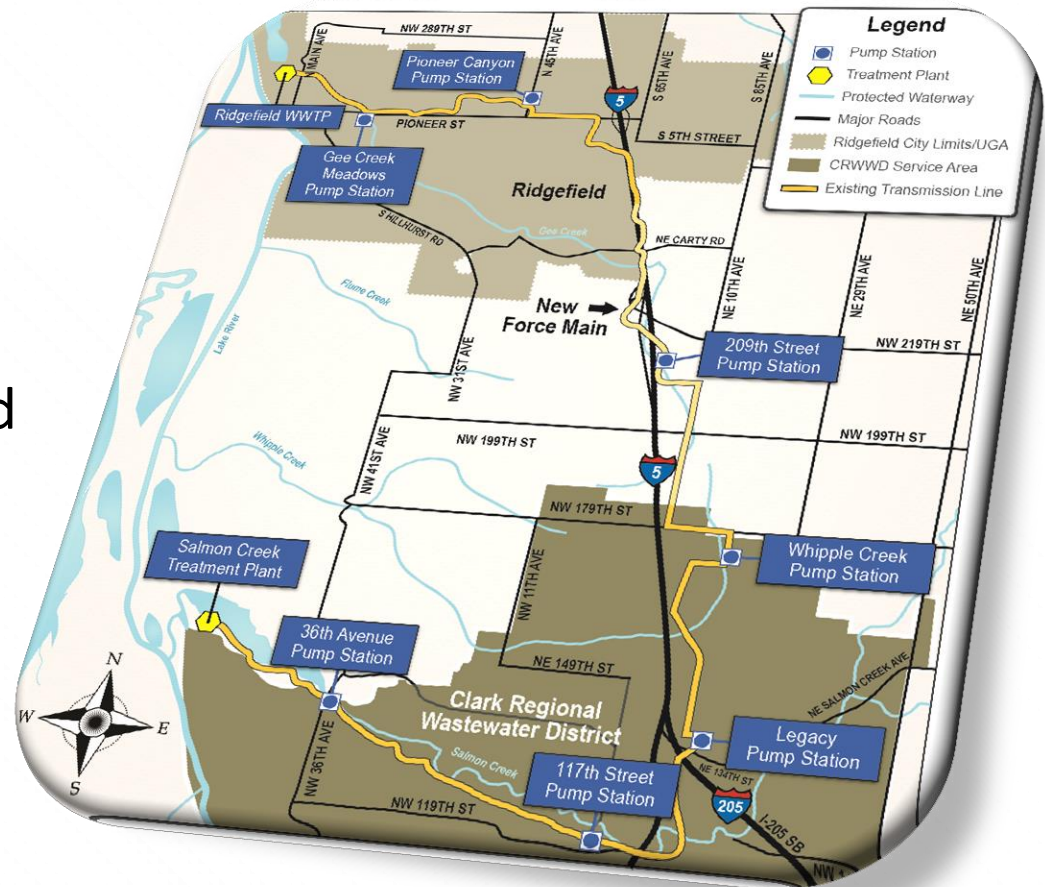 d
NW 289TH ST
MAIN AVE
N 45TH AVE
Pioneer Canyon
Pump Station
5
S 65TH AVE
S 85TH AVE
Legend
Pump Station
Treatment Plant
Protected Waterway
Major Roads
Ridgefield City Limits/UGA
CRWWD Service Area
Existing Transmission Line
Ridgefield WWTP
PIONEER ST
S 5TH STREET
Gee Creek
Meadows
Pump Station
Ridgefield
S HILLHURST RD
Gee Creek
NE CARTY RD
NE 10TH AVE
NE 29TH AVE
NE 50TH AVE
Flume Creek
Lake River
New
Force Main
NW 31ST AVE
209th Street
Pump Station
NW 219TH ST
NW 41ST AVE
NW 199TH ST
NW 199TH ST
Whipple Creek
5
NW 179TH ST
Salmon Creek
Treatment Plant
NW 11TH AVE
Whipple Creek
Pump Station
36th Avenue
Pump Station
NE 149TH ST
NE SALMON CREEK AVE
N
W
E
S
Clark Regional
Wastewater District
Legacy
Pump Station
NW 36TH AVE
Salmon Creek
NE 134TH ST
117th Street
Pump Station
NW 119TH ST
205
I-205 SB